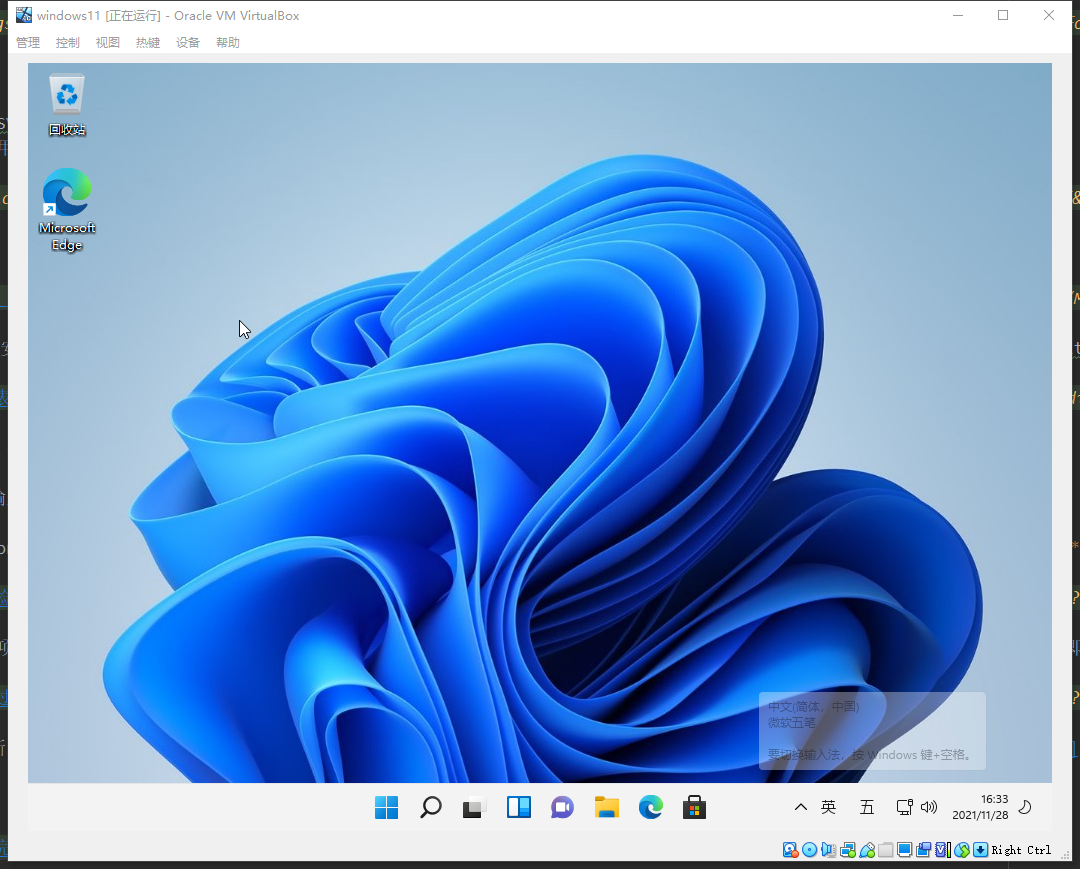 windows11 [正在运行] - Oracle VM VirtualBox
管理 控制 视图 热键 设备 帮助
回收站
Microsoft
Edge
中文(简体，中国)
微软五笔
要切换输入法，按 Windows 键+空格。
英 五 16:33
2021/11/28
Right Ctrl